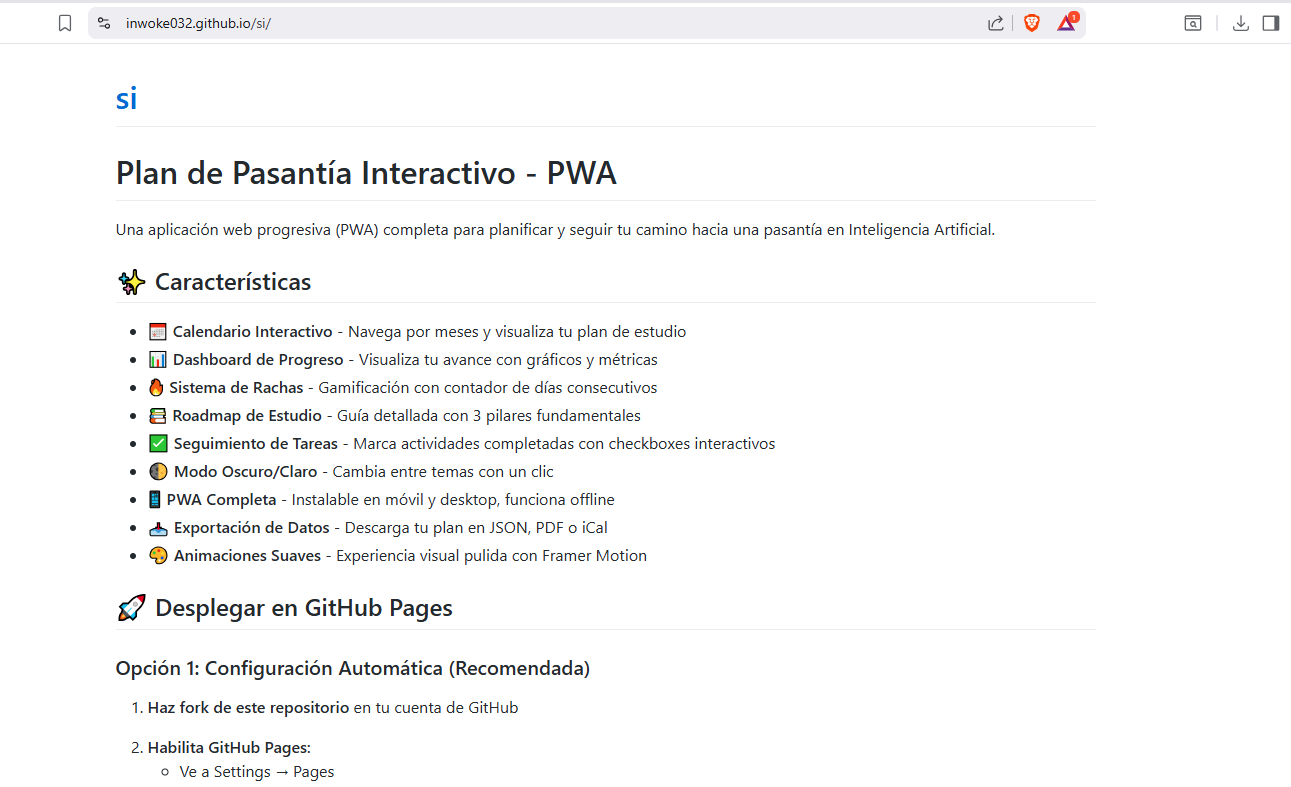 inwoke032.github.io/si/
1
si
Plan de Pasantía Interactivo - PWA
Una aplicación web progresiva (PWA) completa para planificar y seguir tu camino hacia una pasantía en Inteligencia Artificial.
✨ Características
• 📅 Calendario Interactivo - Navega por meses y visualiza tu plan de estudio
• 📊 Dashboard de Progreso - Visualiza tu avance con gráficos y métricas
• 🔥 Sistema de Rachas - Gamificación con contador de días consecutivos
• 📚 Roadmap de Estudio - Guía detallada con 3 pilares fundamentales
• ✅ Seguimiento de Tareas - Marca actividades completadas con checkboxes interactivos
• 🌓 Modo Oscuro/Claro - Cambia entre temas con un clic
• 📱 PWA Completa - Instalable en móvil y desktop, funciona offline
• 📥 Exportación de Datos - Descarga tu plan en JSON, PDF o iCal
• 🎨 Animaciones Suaves - Experiencia visual pulida con Framer Motion
🚀 Desplegar en GitHub Pages
Opción 1: Configuración Automática (Recomendada)
1. Haz fork de este repositorio en tu cuenta de GitHub
2. Habilita GitHub Pages:
○ Ve a Settings → Pages